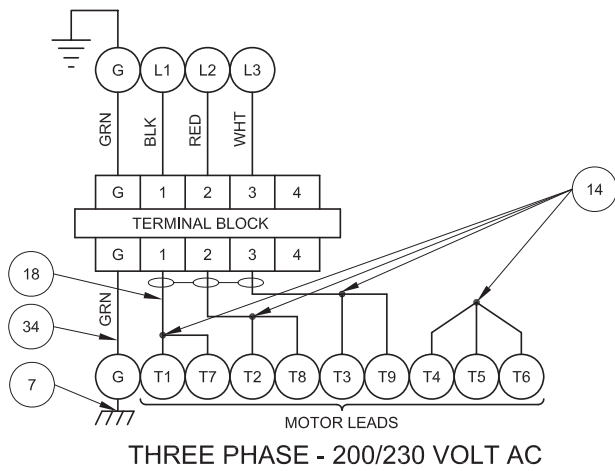 G L1 L2 L3
GRN BLK RED WHT
G 1 2 3 4
TERMINAL BLOCK
G 1 2 3 4
14
18
GRN
34
7
G T1 T7 T2 T8 T3 T9 T4 T5 T6
MOTOR LEADS
THREE PHASE - 200/230 VOLT AC